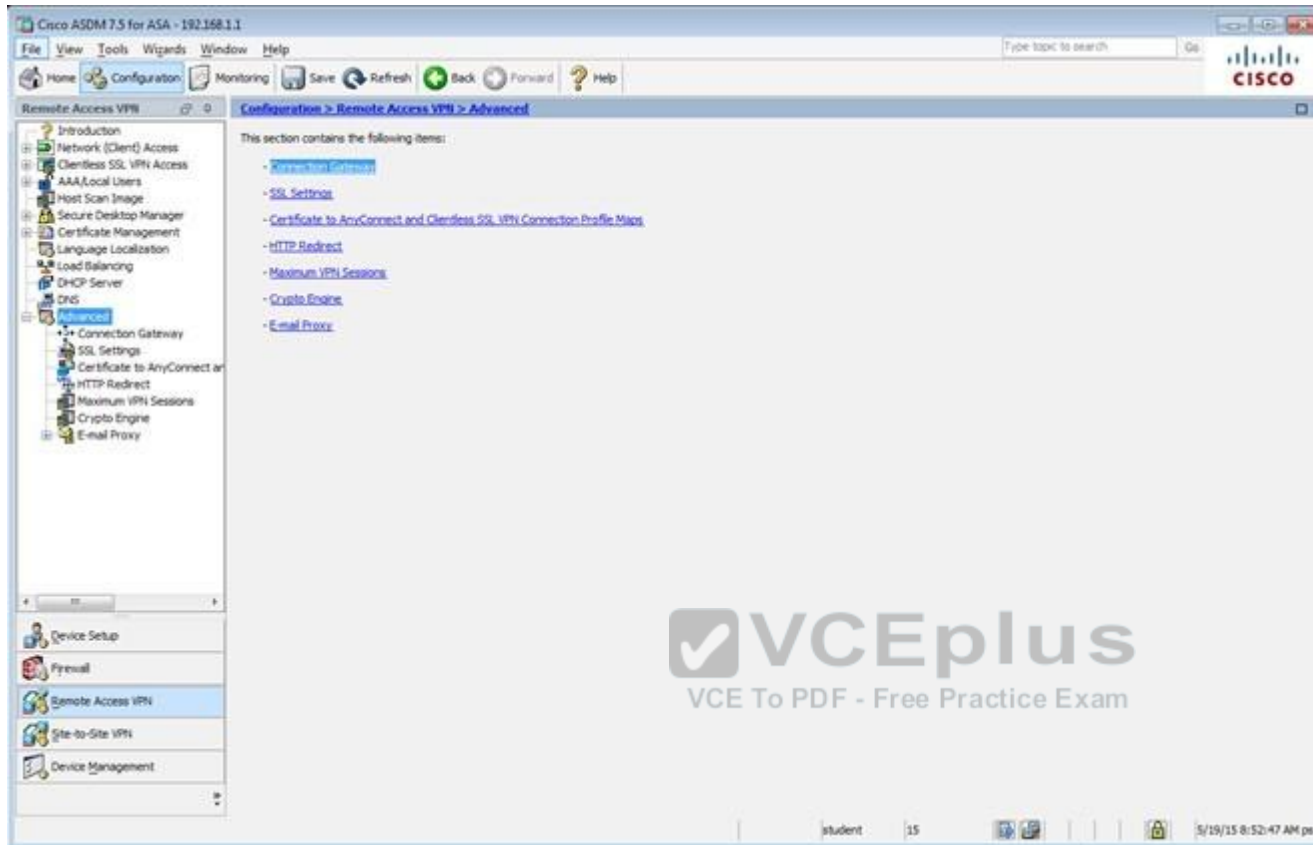 Cisco ASDM 7.5 for ASA - 192.168.1.1
File View Tools Wizards Window Help
Type topic to search Go
CISCO
Home Configuration Monitoring Save Refresh Back Forward Help
Remote Access VPN
Configuration > Remote Access VPN > Advanced
Introduction
Network (Client) Access
Clientless SSL VPN Access
AAA/Local Users
Host Scan Image
Secure Desktop Manager
Certificate Management
Language Localization
Load Balancing
DHCP Server
DNS
Advanced
Connection Gateway
SSL Settings
Certificate to AnyConnect ar
HTTP Redirect
Maximum VPN Sessions
Crypto Engine
E-mail Proxy
This section contains the following items:
- Connection Gateway
- SSL Settings
- Certificate to AnyConnect and Clientless SSL VPN Connection Profile Maps
- HTTP Redirect
- Maximum VPN Sessions
- Crypto Engine
- E-mail Proxy
Device Setup
Firewall
Remote Access VPN
Site-to-Site VPN
Device Management
VCEplus
VCE To PDF - Free Practice Exam
student 15 5/19/15 8:52:47 AM